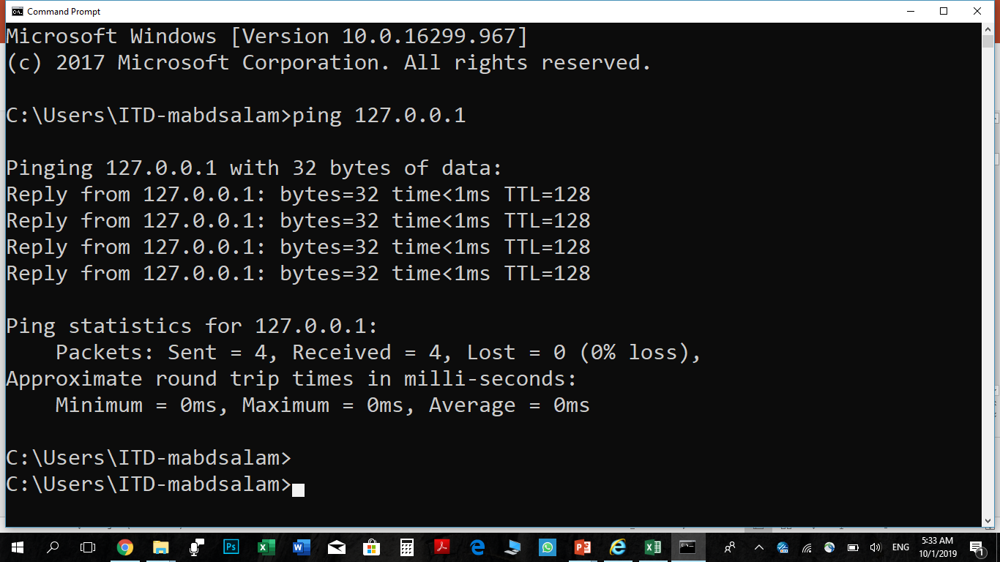 Command Prompt
Microsoft Windows [Version 10.0.16299.967]
(c) 2017 Microsoft Corporation. All rights reserved.
C:\Users\ITD-mabdsalam>ping 127.0.0.1
Pinging 127.0.0.1 with 32 bytes of data:
Reply from 127.0.0.1: bytes=32 time<1ms TTL=128
Reply from 127.0.0.1: bytes=32 time<1ms TTL=128
Reply from 127.0.0.1: bytes=32 time<1ms TTL=128
Reply from 127.0.0.1: bytes=32 time<1ms TTL=128
Ping statistics for 127.0.0.1:
    Packets: Sent = 4, Received = 4, Lost = 0 (0% loss),
Approximate round trip times in milli-seconds:
    Minimum = 0ms, Maximum = 0ms, Average = 0ms
C:\Users\ITD-mabdsalam>
C:\Users\ITD-mabdsalam>
Ps
ENG
5:33 AM
10/1/2019
1